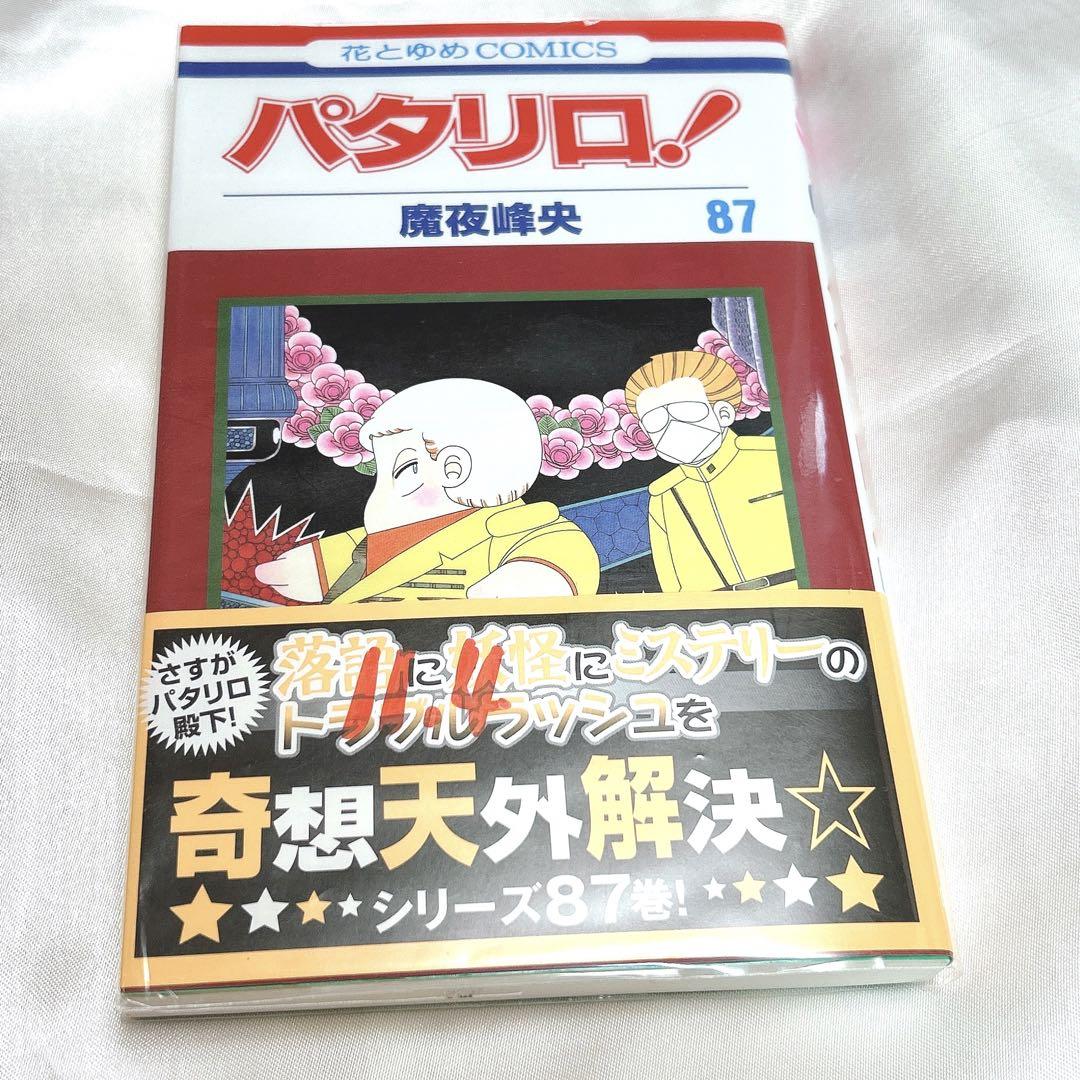 花とゆめCOMICS
パタリロ!
魔夜峰央
87
さすが
パタリロ
殿下!
落語に妖怪にミステリーの
トラブルラッシュを
11.4
奇想天外解決☆
★★★★シリーズ87巻!★★★★